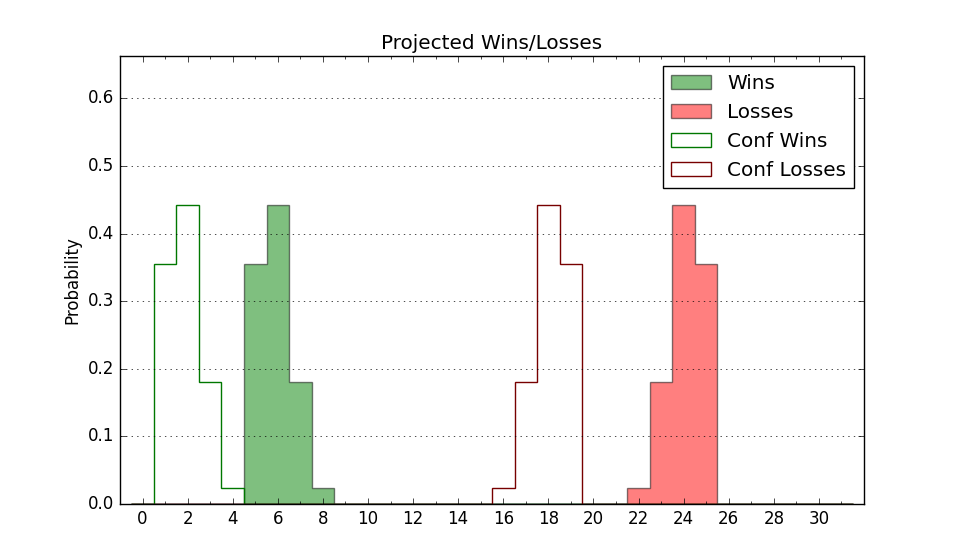 Projected Wins/Losses
Wins
Losses
Conf Wins
Conf Losses
Probability
0.6
0.5
0.4
0.3
0.2
0.1
0.0
0 2 4 6 8 10 12 14 16 18 20 22 24 26 28 30